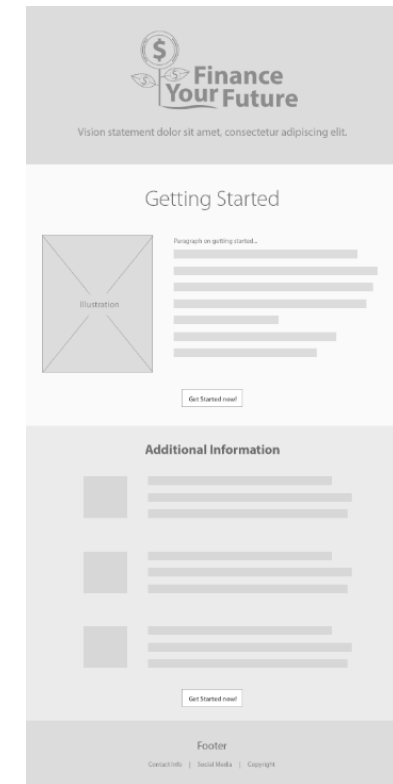 $
$
Finance
Your Future
Vision statement dolor sit amet, consectetur adipiscing elit.
Getting Started
Paragraph on getting started...
Illustration
Get Started now!
Additional Information
Get Started now!
Footer
Contact Info | Social Media | Copyright